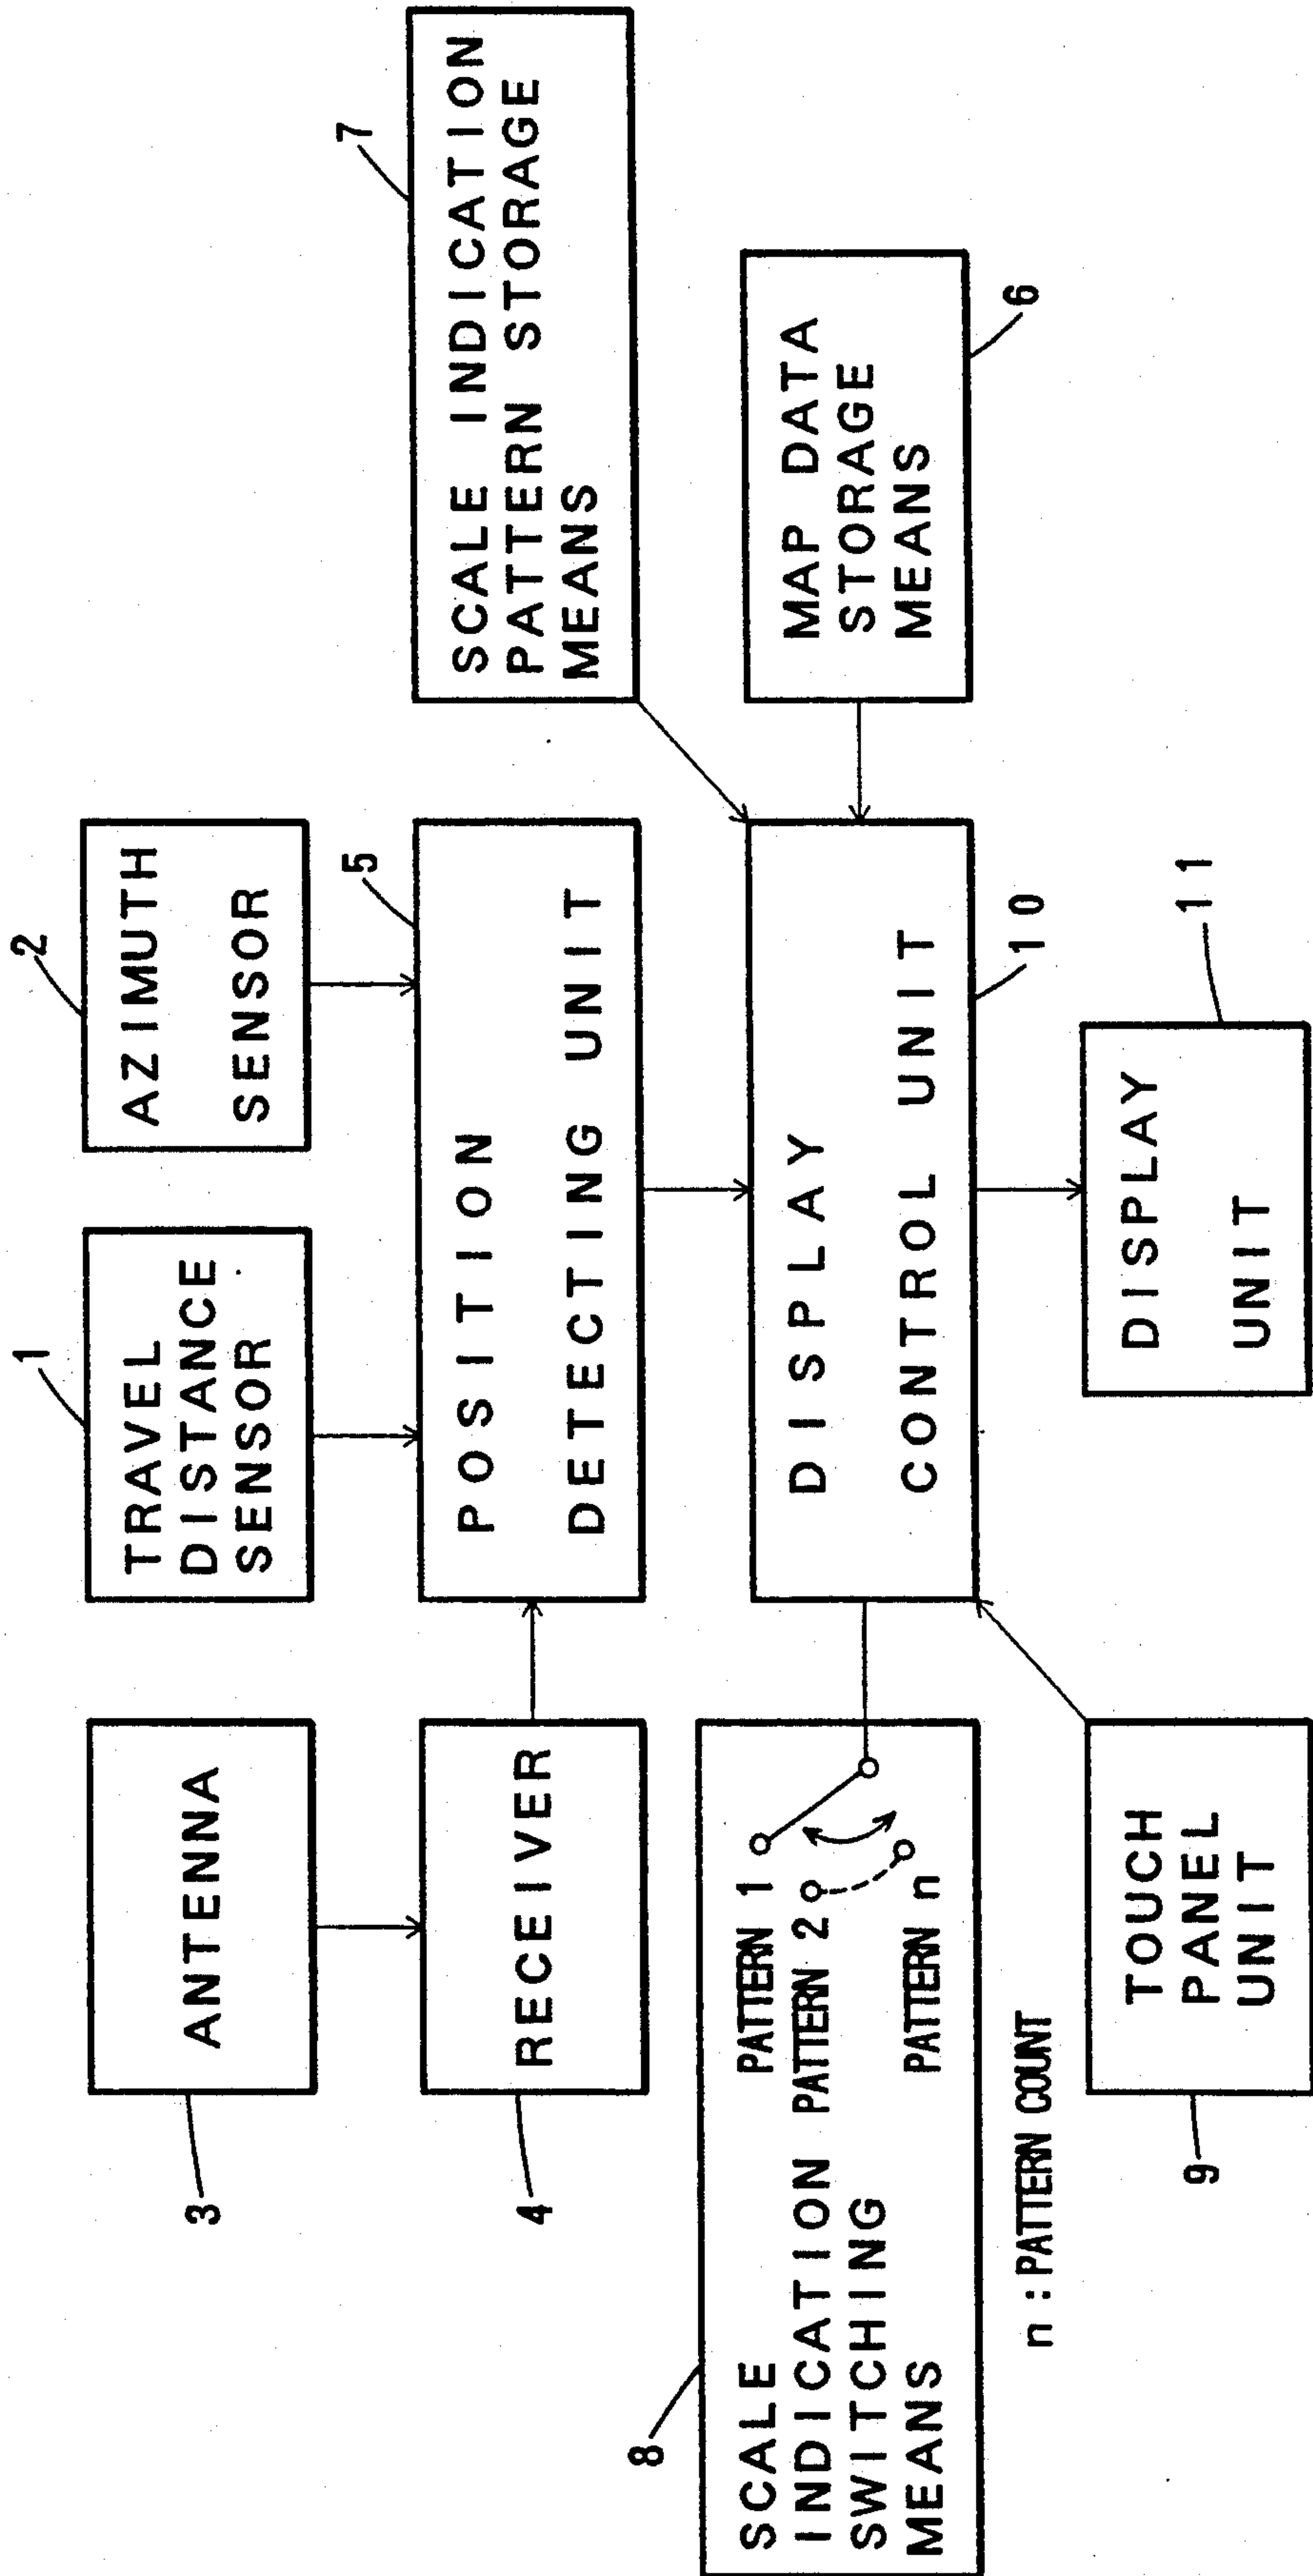 3
ANTENNA
1
TRAVEL
DISTANCE
SENSOR
2
AZIMUTH
SENSOR
4
RECEIVER
5
POSITION
DETECTING UNIT
7
SCALE INDICATION
PATTERN STORAGE
MEANS
8
SCALE
INDICATION
SWITCHING
MEANS
PATTERN 1
PATTERN 2
PATTERN n
n : PATTERN COUNT
DISPLAY
CONTROL UNIT
10
MAP DATA
STORAGE
MEANS
6
9
TOUCH
PANEL
UNIT
DISPLAY
UNIT
11